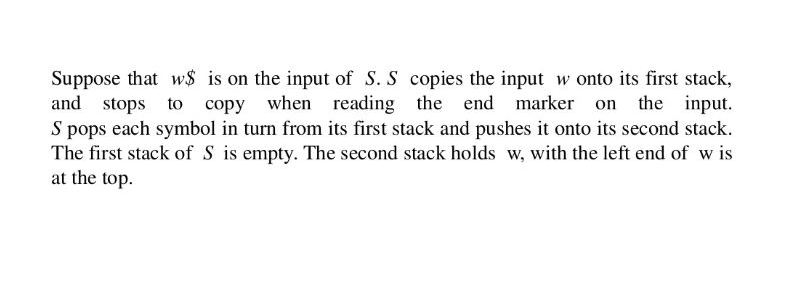 Suppose that w$ is on the input of S. S copies the input w onto its first stack,
and stops to copy when reading the end marker on the input.
S pops each symbol in turn from its first stack and pushes it onto its second stack.
The first stack of S is empty. The second stack holds w, with the left end of w is
at the top.